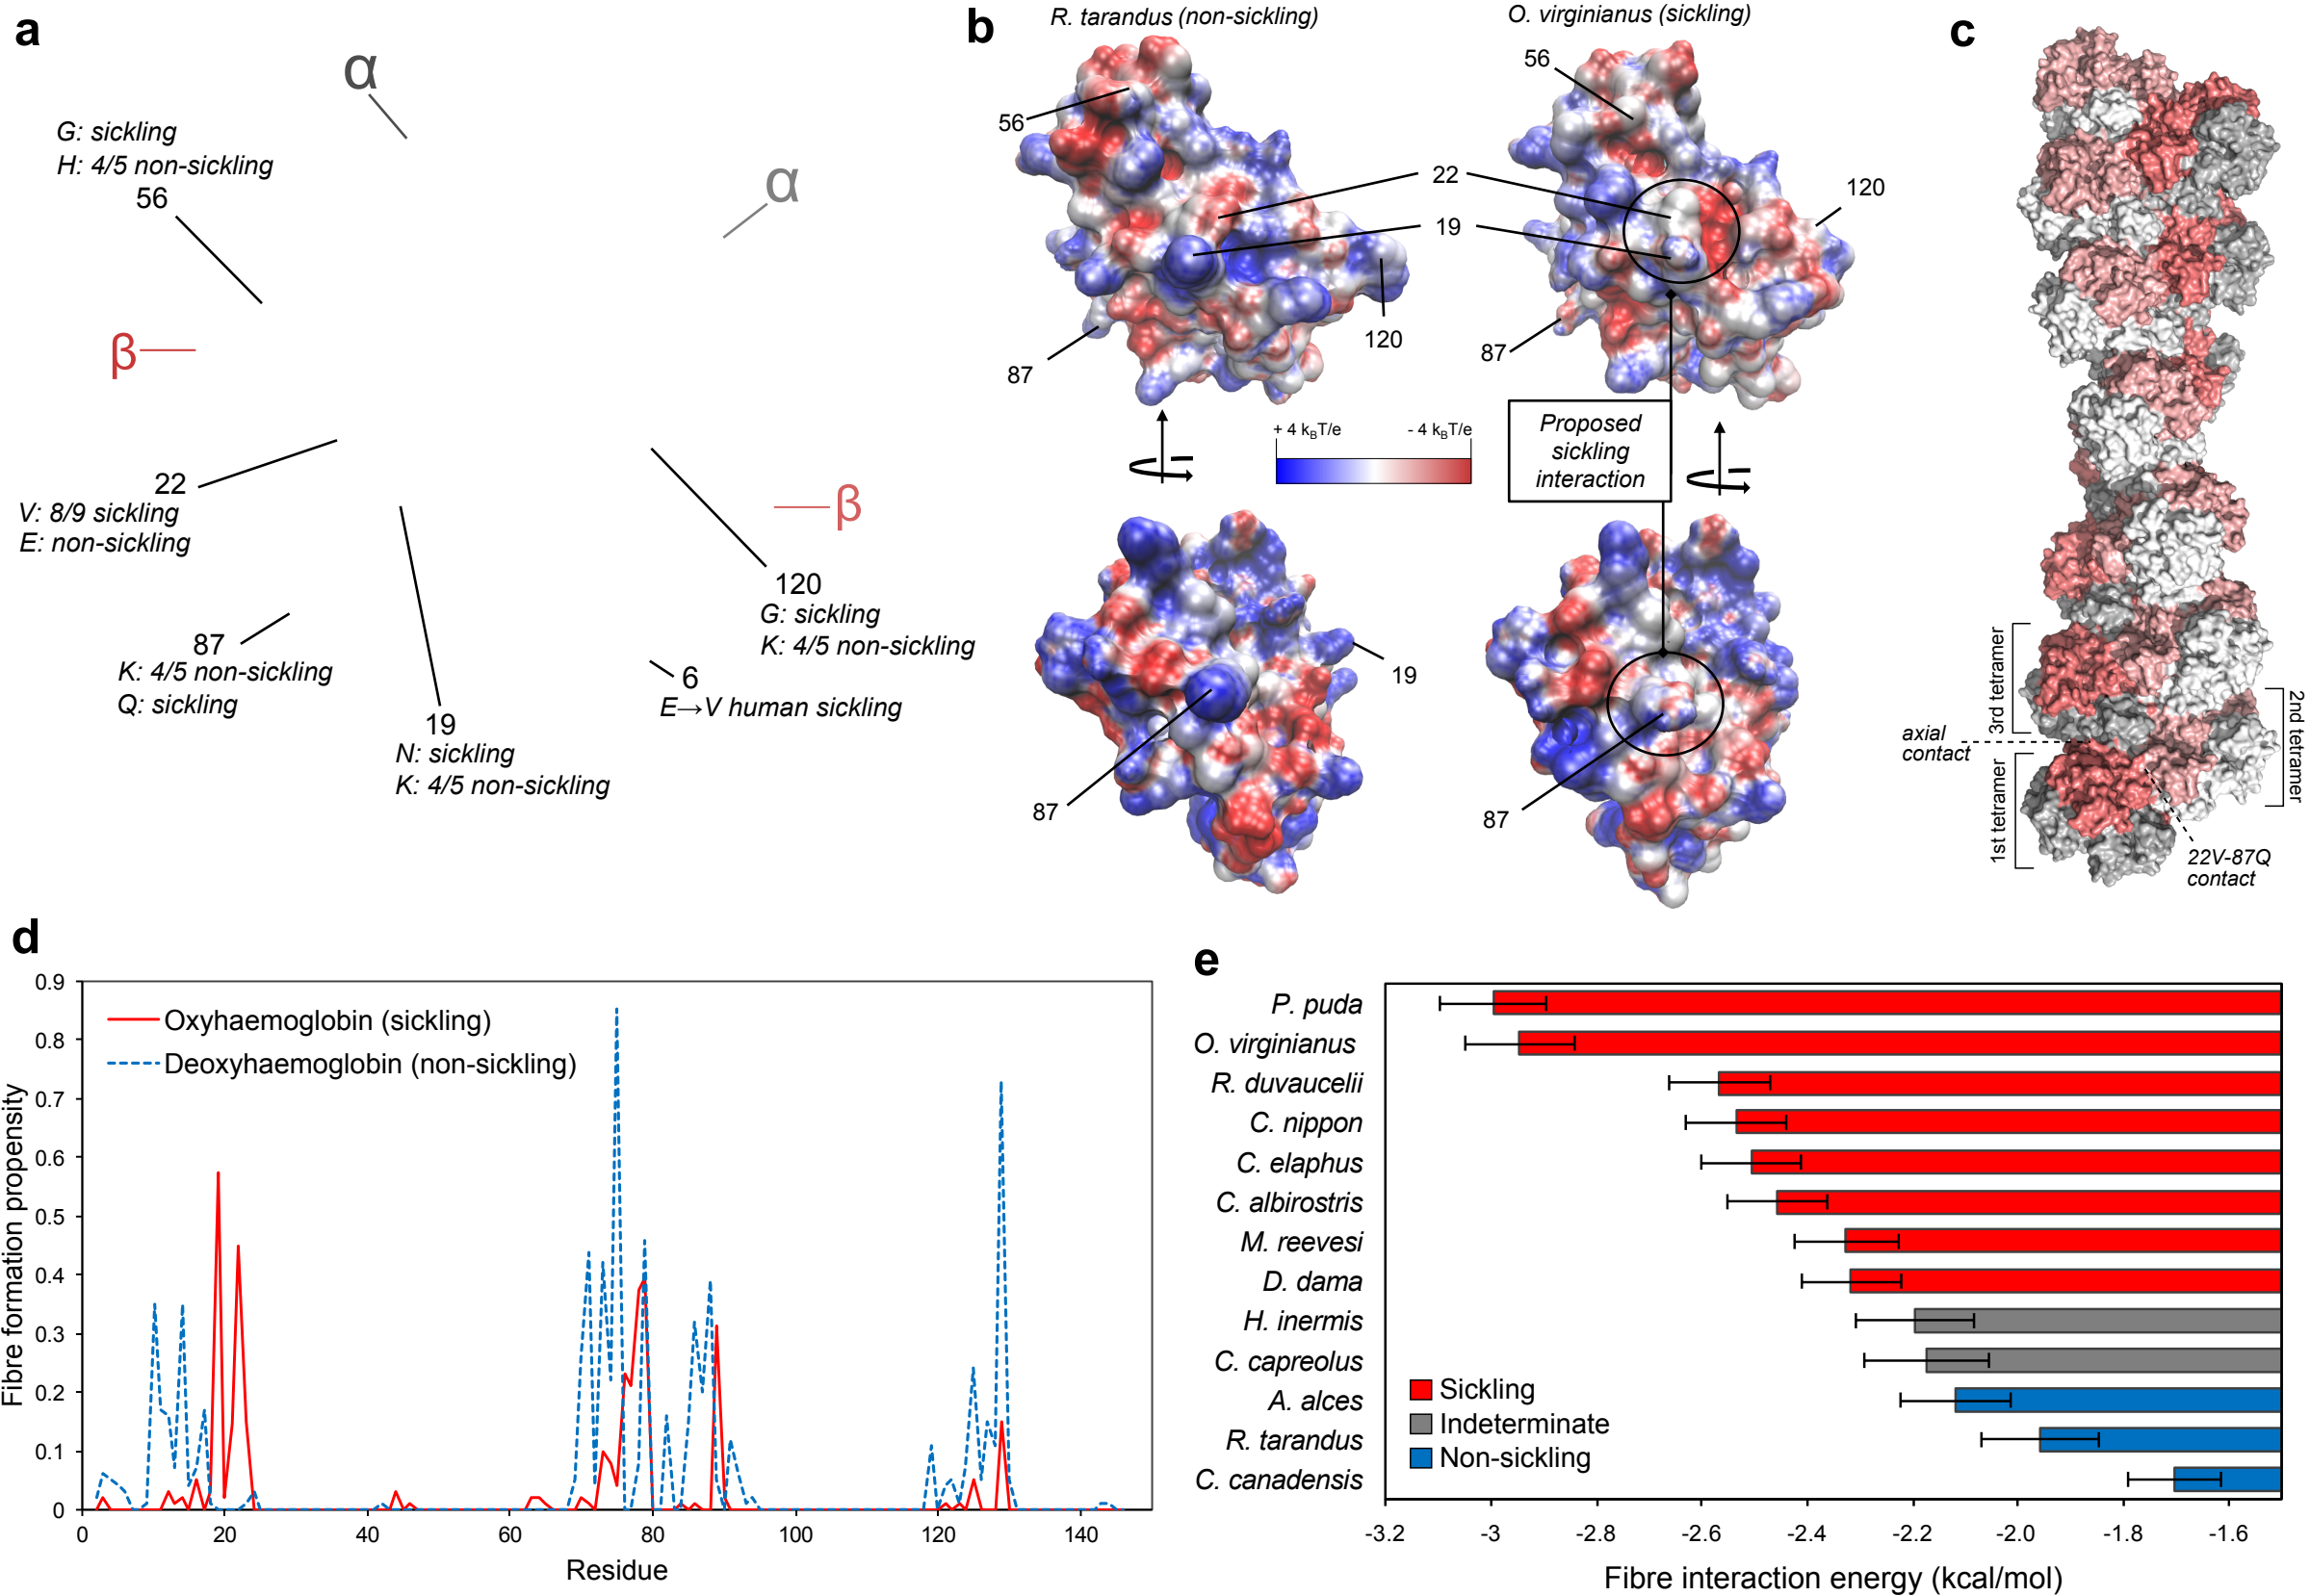 a
α
α
G: sickling
H: 4/5 non-sickling
56
β
22
V: 8/9 sickling
E: non-sickling
87
K: 4/5 non-sickling
Q: sickling
19
N: sickling
K: 4/5 non-sickling
β
120
G: sickling
K: 4/5 non-sickling
6
E→V human sickling
b
R. tarandus (non-sickling)
O. virginianus (sickling)
56
56
22
19
120
120
87
87
+ 4 kBT/e
- 4 kBT/e
Proposed
sickling
interaction
19
87
87
c
3rd tetramer
2nd tetramer
axial
contact
1st tetramer
22V-87Q
contact
d
Fibre formation propensity
0.9
0.8
0.7
0.6
0.5
0.4
0.3
0.2
0.1
0
Oxyhaemoglobin (sickling)
Deoxyhaemoglobin (non-sickling)
0 20 40 60 80 100 120 140
Residue
e
P. puda
O. virginianus
R. duvaucelii
C. nippon
C. elaphus
C. albirostris
M. reevesi
D. dama
H. inermis
C. capreolus
A. alces
R. tarandus
C. canadensis
Sickling
Indeterminate
Non-sickling
-3.2 -3 -2.8 -2.6 -2.4 -2.2 -2.0 -1.8 -1.6
Fibre interaction energy (kcal/mol)